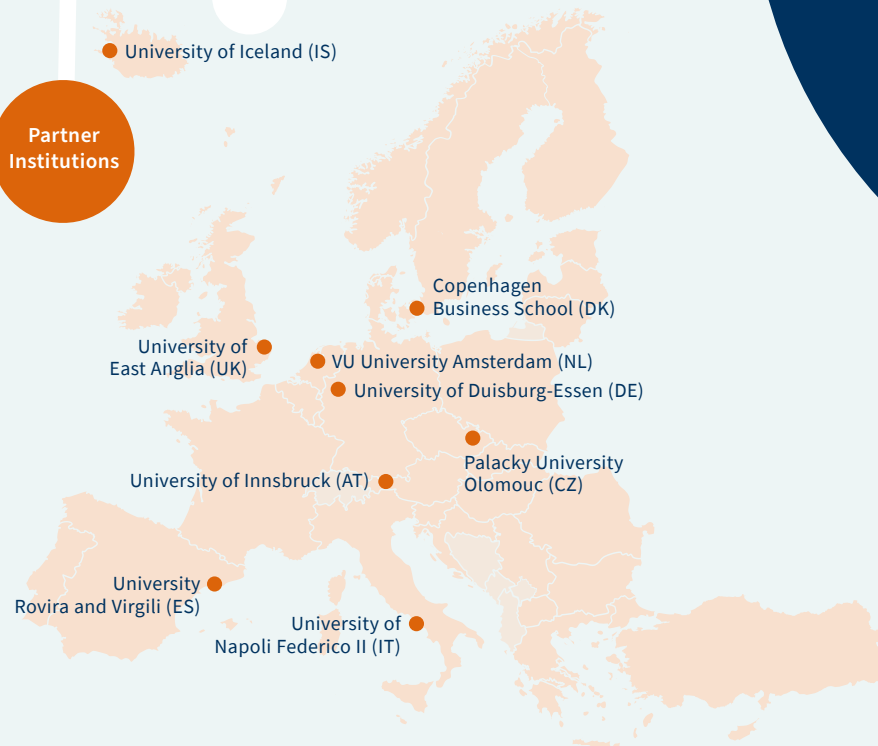 University of Iceland (IS)
Partner
Institutions
Copenhagen
Business School (DK)
University of
East Anglia (UK)
VU University Amsterdam (NL)
University of Duisburg-Essen (DE)
Palacky University
Olomouc (CZ)
University of Innsbruck (AT)
University
Rovira and Virgili (ES)
University of
Napoli Federico II (IT)